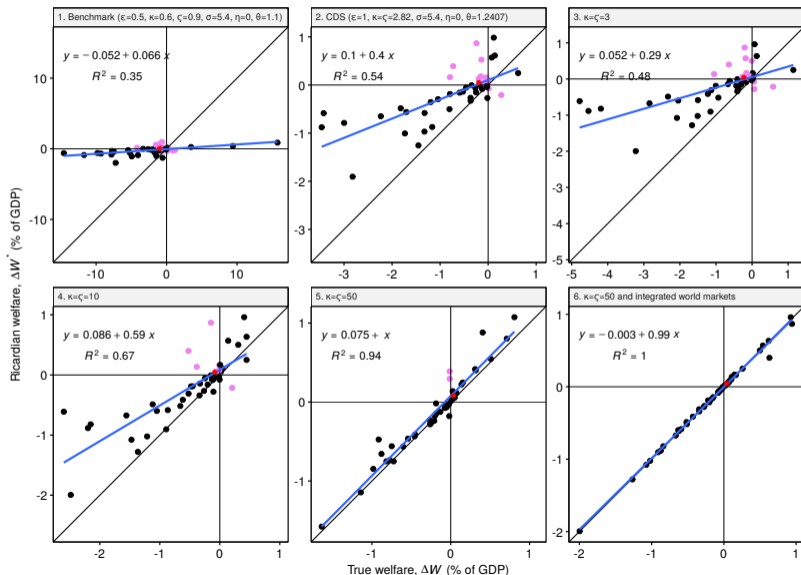 1. Benchmark (ε=0.5, κ=0.6, ς=0.9, σ=5.4, η=0, θ=1.1)
y = − 0.052 + 0.066 x
R² = 0.35
10
0
-10
-10
0
10
2. CDS (ε=1, κ=ς=2.82, σ=5.4, η=0, θ=1.2407)
y = 0.1 + 0.4 x
R² = 0.54
1
0
-1
-2
-3
-3
-2
-1
0
1
3. κ=ς=3
y = 0.052 + 0.29 x
R² = 0.48
1
0
-1
-2
-3
-4
-5
-5
-4
-3
-2
-1
0
1
Ricardian welfare, ΔW* (% of GDP)
4. κ=ς=10
y = 0.086 + 0.59 x
R² = 0.67
1
0
-1
-2
-2
-1
0
1
5. κ=ς=50
y = 0.075 + x
R² = 0.94
1
0
-1
-1
0
1
6. κ=ς=50 and integrated world markets
y = − 0.003 + 0.99 x
R² = 1
1
0
-1
-2
-2
-1
0
1
True welfare, ΔW (% of GDP)